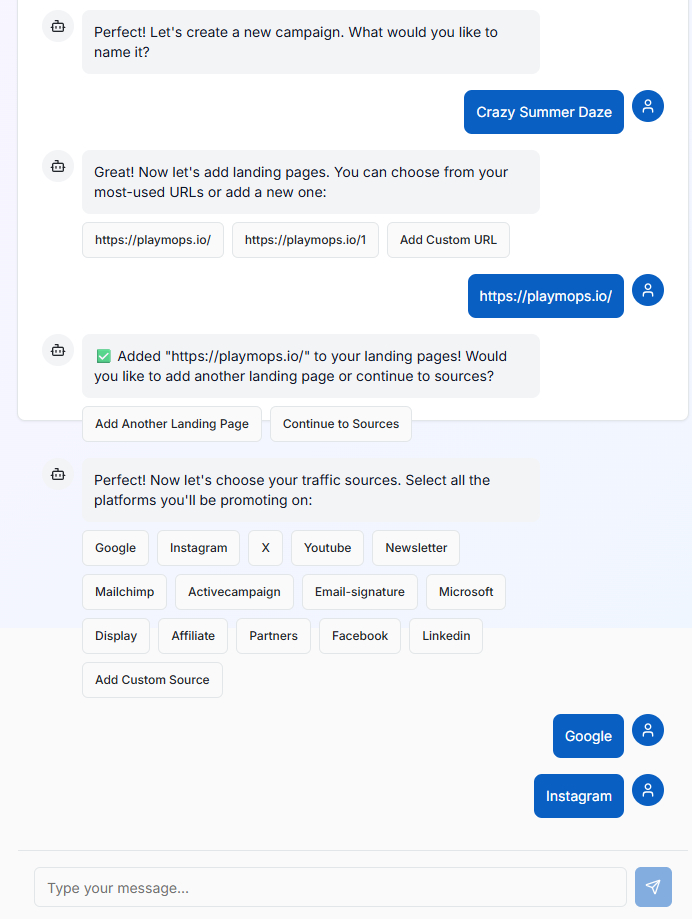 Perfect! Let's create a new campaign. What would you like to
name it?
Crazy Summer Daze
Great! Now let's add landing pages. You can choose from your
most-used URLs or add a new one:
https://playmops.io/
https://playmops.io/1
Add Custom URL
https://playmops.io/
✅ Added "https://playmops.io/" to your landing pages! Would
you like to add another landing page or continue to sources?
Add Another Landing Page
Continue to Sources
Perfect! Now let's choose your traffic sources. Select all the
platforms you'll be promoting on:
Google
Instagram
X
Youtube
Newsletter
Mailchimp
Activecampaign
Email-signature
Microsoft
Display
Affiliate
Partners
Facebook
Linkedin
Add Custom Source
Google
Instagram
Type your message...